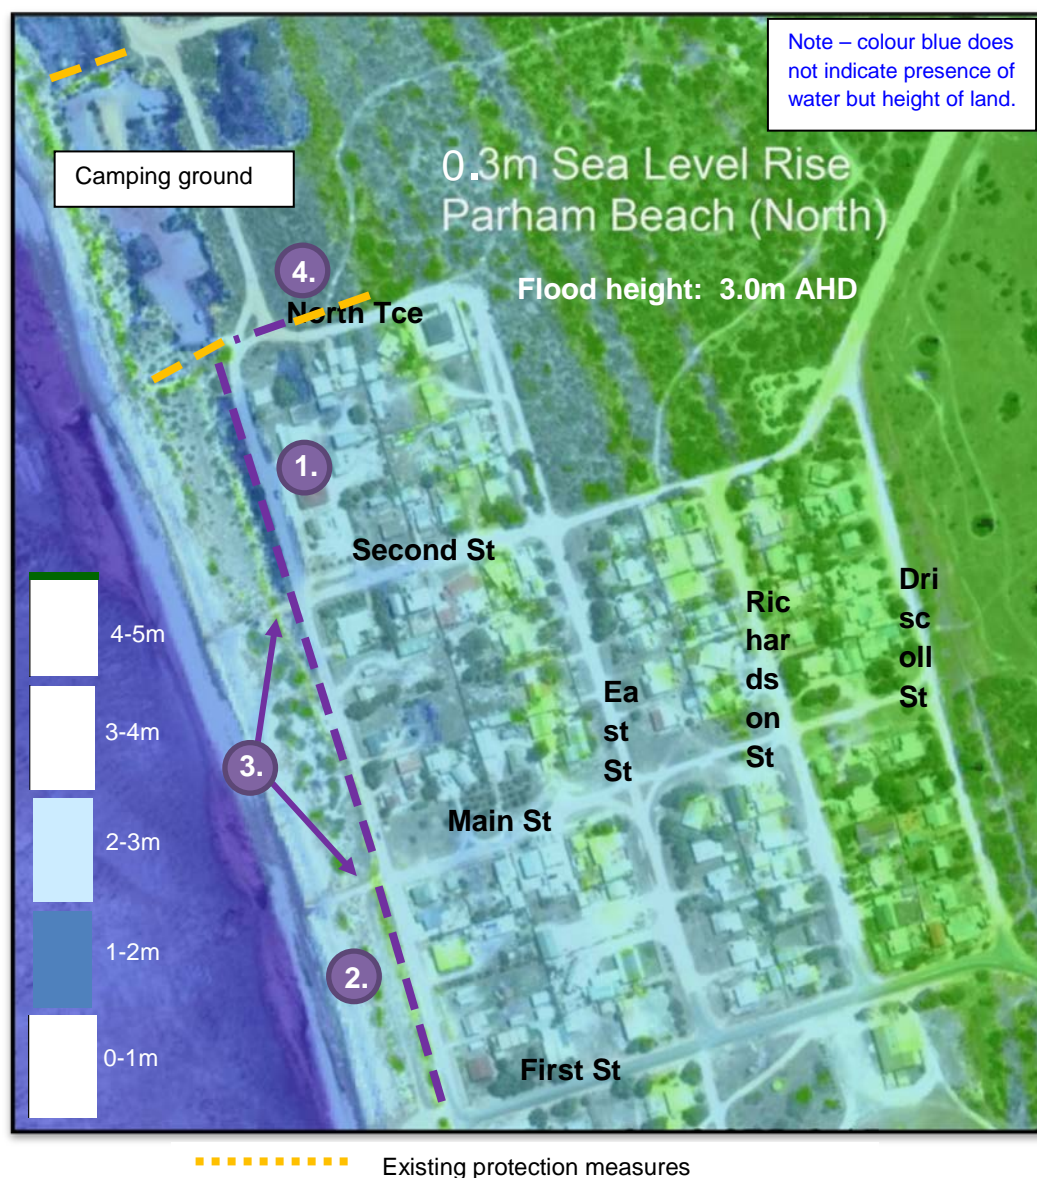 Note – colour blue does
not indicate presence of
water but height of land.
Camping ground
0.3m Sea Level Rise
Parham Beach (North)
4.
Flood height: 3.0m AHD
North Tce
1.
Second St
Dri
sc
oll
St
Ric
har
ds
on
St
4-5m
Ea
st
St
3-4m
3.
Main St
2-3m
1-2m
2.
0-1m
First St
Existing protection measures